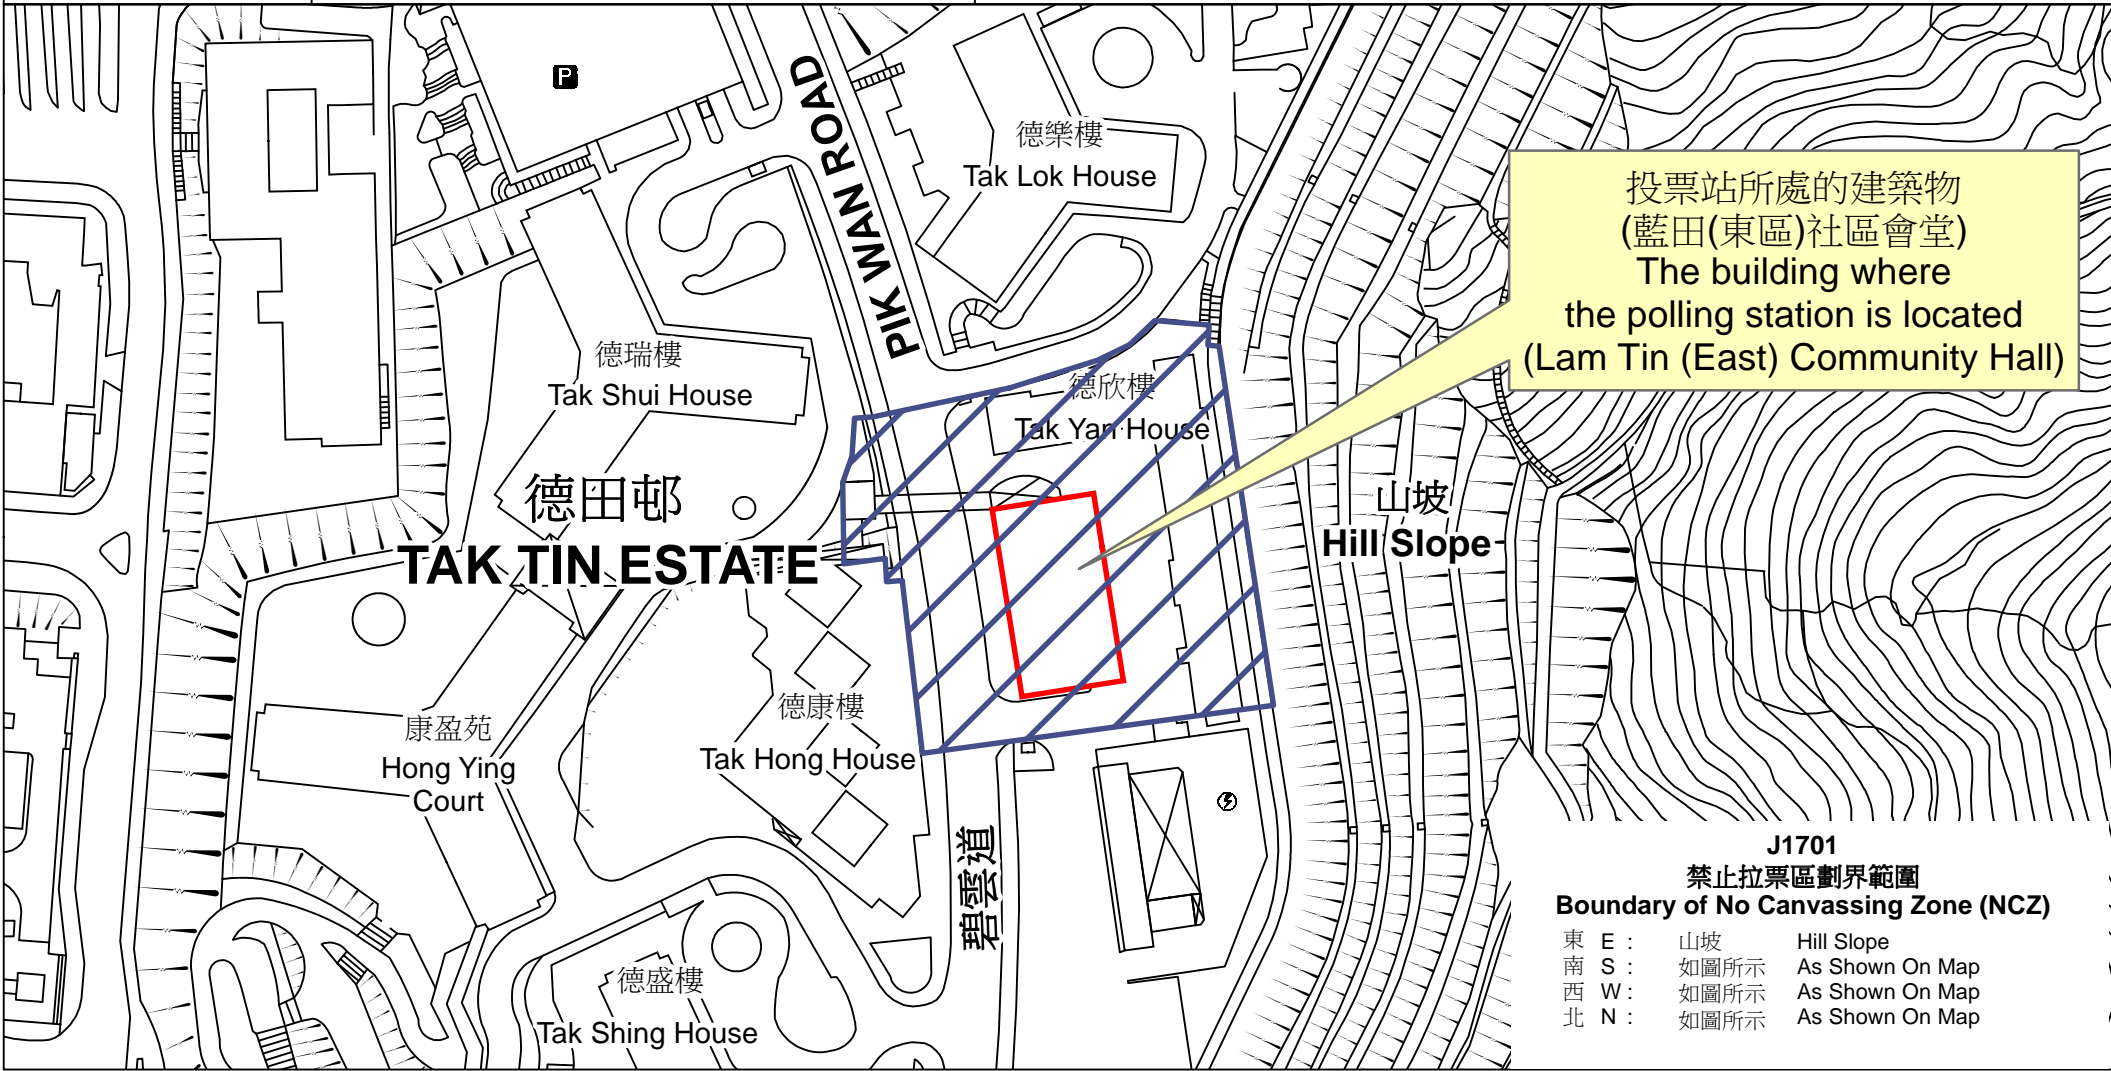 P
PIK WAN ROAD
德樂樓
Tak Lok House
投票站所處的建築物
(藍田(東區)社區會堂)
The building where
the polling station is located
(Lam Tin (East) Community Hall)
德瑞樓
Tak Shui House
德欣樓
Tak Yan House
德田邨
TAK TIN ESTATE
山坡
Hill Slope
康盈苑
Hong Ying
Court
德康樓
Tak Hong House
碧雲道
德盛樓
Tak Shing House
J1701
禁止拉票區劃界範圍
Boundary of No Canvassing Zone (NCZ)
東 E : 山坡 Hill Slope
南 S : 如圖所示 As Shown On Map
西 W : 如圖所示 As Shown On Map
北 N : 如圖所示 As Shown On Map